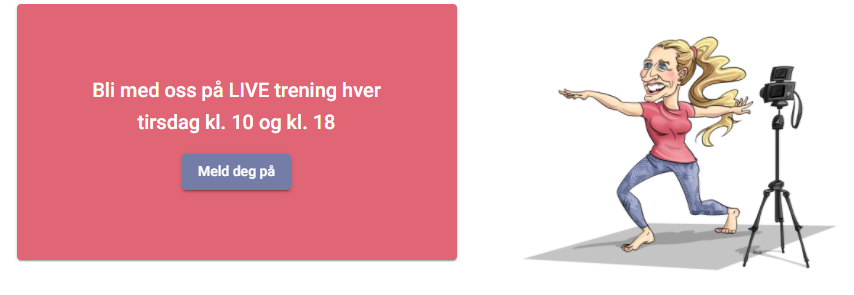 Bli med oss på LIVE trening hver
tirsdag kl. 10 og kl. 18
Meld deg på